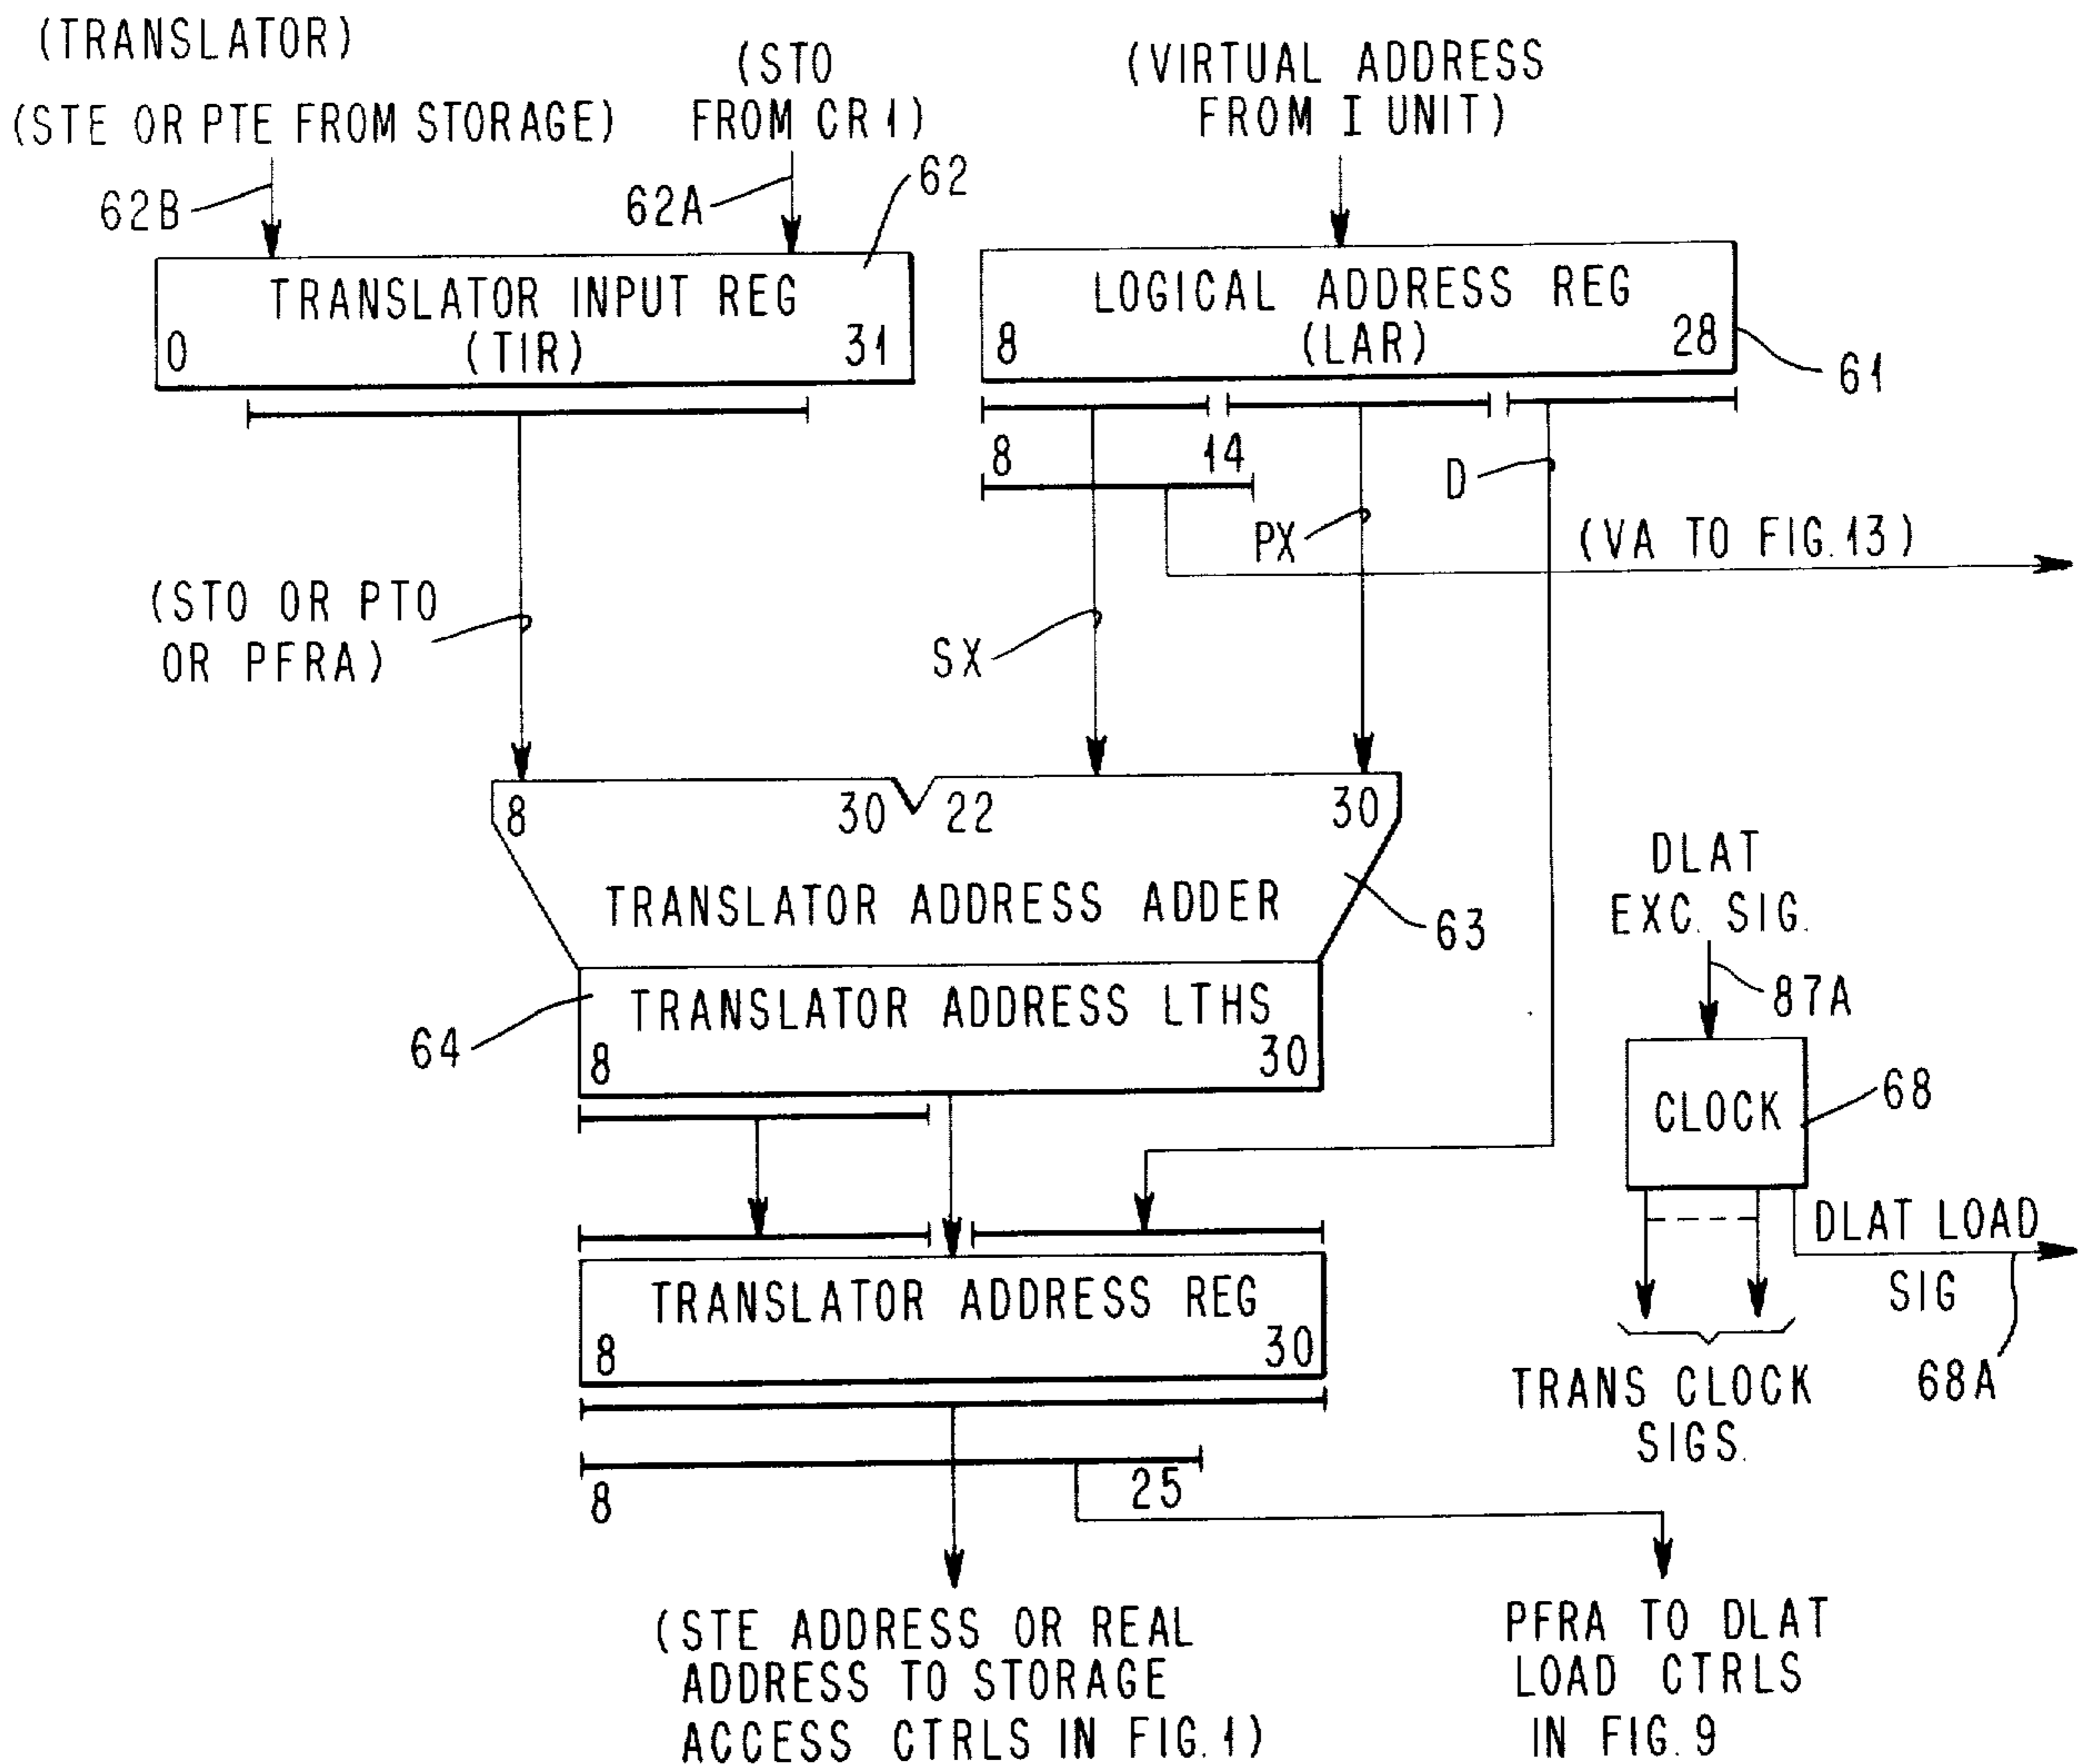 (TRANSLATOR)
(STE OR PTE FROM STORAGE)
(STO
FROM CR1)
(VIRTUAL ADDRESS
FROM I UNIT)
62B
62A
62
TRANSLATOR INPUT REG
(TIR)
0
31
LOGICAL ADDRESS REG
(LAR)
8
28
61
8
14
D
PX
(VA TO FIG.13)
(STO OR PTO
OR PFRA)
SX
8
30
22
30
TRANSLATOR ADDRESS ADDER
63
TRANSLATOR ADDRESS LTHS
8
30
64
DLAT
EXC. SIG.
87A
CLOCK
68
DLAT LOAD
SIG
68A
TRANS CLOCK
SIGS.
TRANSLATOR ADDRESS REG
8
30
8
25
(STE ADDRESS OR REAL
ADDRESS TO STORAGE
ACCESS CTRLS IN FIG.1)
PFRA TO DLAT
LOAD CTRLS
IN FIG.9